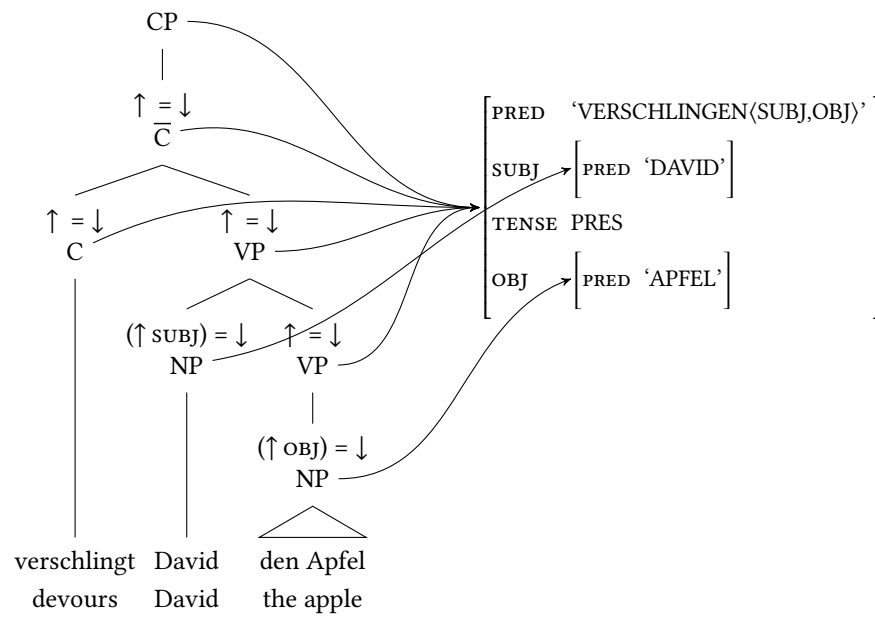 CP
↑ = ↓
C̅
↑ = ↓ ↑ = ↓
C VP
(↑ SUBJ) = ↓ ↑ = ↓
NP VP
(↑ OBJ) = ↓
NP
verschlingt David den Apfel
devours David the apple
PRED ‘VERSCHLINGEN⟨SUBJ,OBJ⟩’
SUBJ [PRED ‘DAVID’]
TENSE PRES
OBJ [PRED ‘APFEL’]